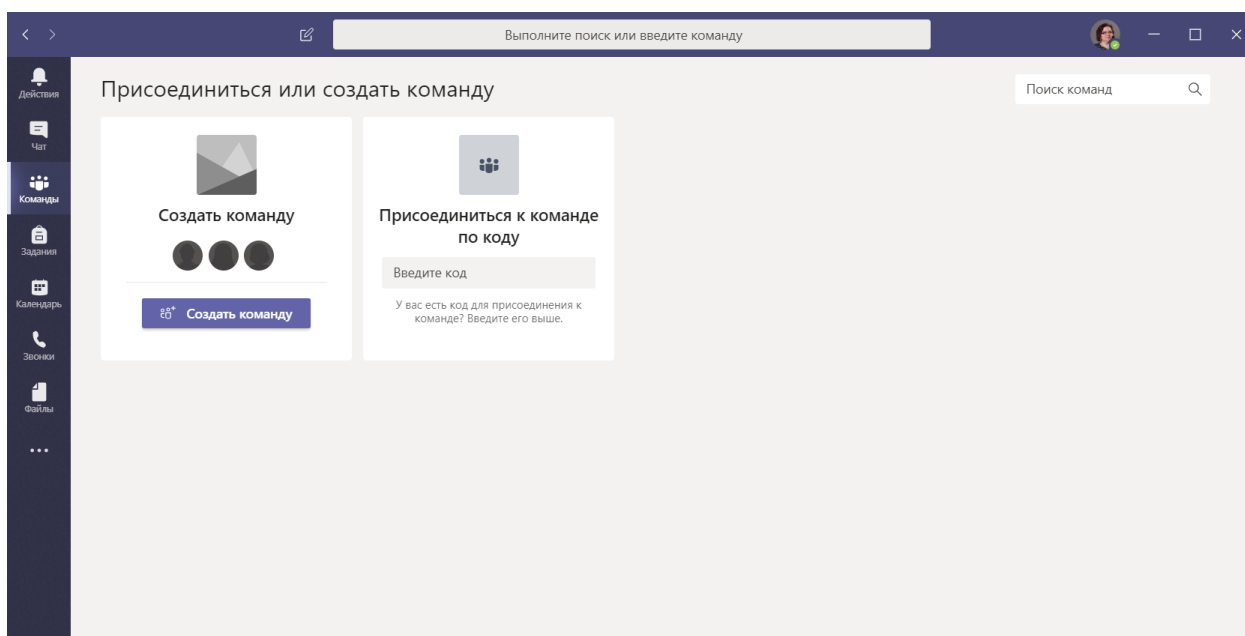 Выполните поиск или введите команду
Действия
Чат
Команды
Задания
Календарь
Звонки
Файлы
Присоединиться или создать команду
Поиск команд
Создать команду
Создать команду
Присоединиться к команде
по коду
Введите код
У вас есть код для присоединения к
команде? Введите его выше.